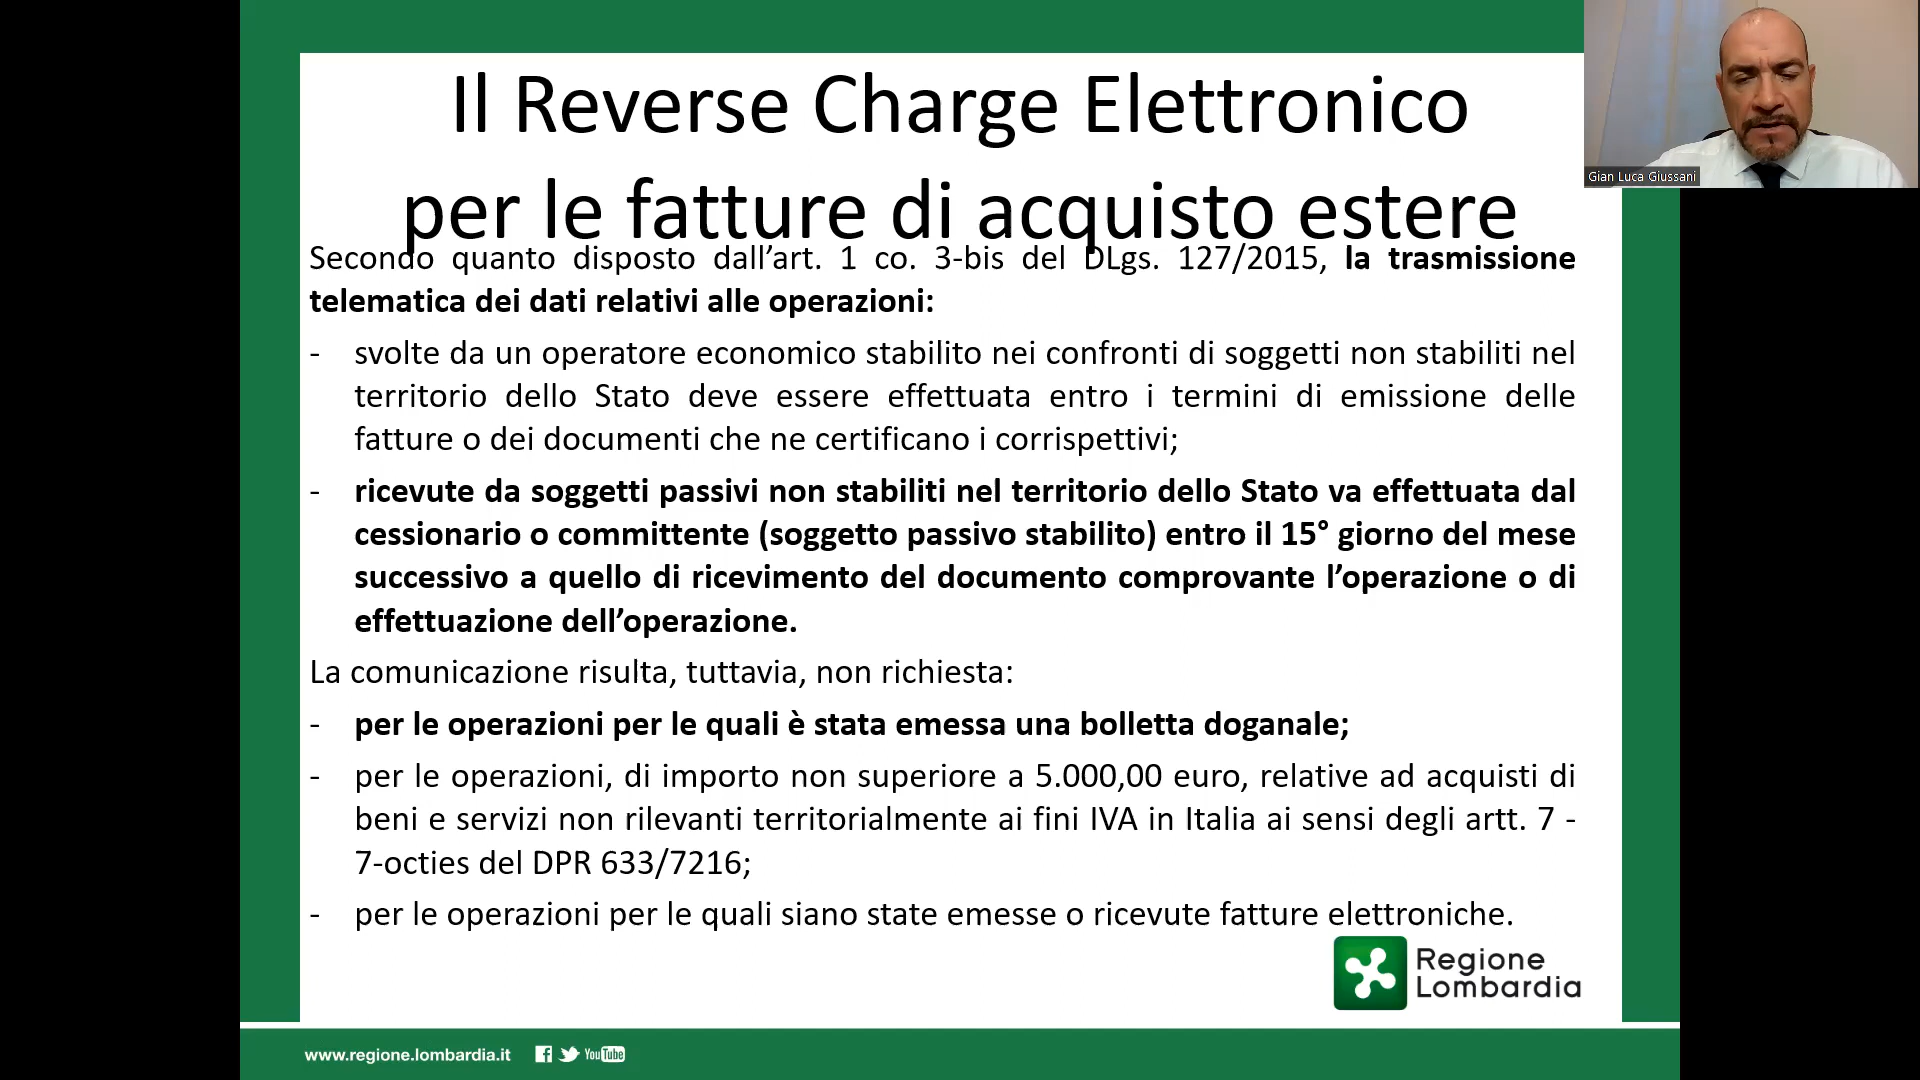 Il Reverse Charge Elettronico
per le fatture di acquisto estere
Gian Luca Giussani
Secondo quanto disposto dall’art. 1 co. 3-bis del DLgs. 127/2015, la trasmissione
telematica dei dati relativi alle operazioni:
- svolte da un operatore economico stabilito nei confronti di soggetti non stabiliti nel
territorio dello Stato deve essere effettuata entro i termini di emissione delle
fatture o dei documenti che ne certificano i corrispettivi;
- ricevute da soggetti passivi non stabiliti nel territorio dello Stato va effettuata dal
cessionario o committente (soggetto passivo stabilito) entro il 15° giorno del mese
successivo a quello di ricevimento del documento comprovante l’operazione o di
effettuazione dell’operazione.
La comunicazione risulta, tuttavia, non richiesta:
- per le operazioni per le quali è stata emessa una bolletta doganale;
- per le operazioni, di importo non superiore a 5.000,00 euro, relative ad acquisti di
beni e servizi non rilevanti territorialmente ai fini IVA in Italia ai sensi degli artt. 7 -
7-octies del DPR 633/7216;
- per le operazioni per le quali siano state emesse o ricevute fatture elettroniche.
Regione
Lombardia
www.regione.lombardia.it
YouTube